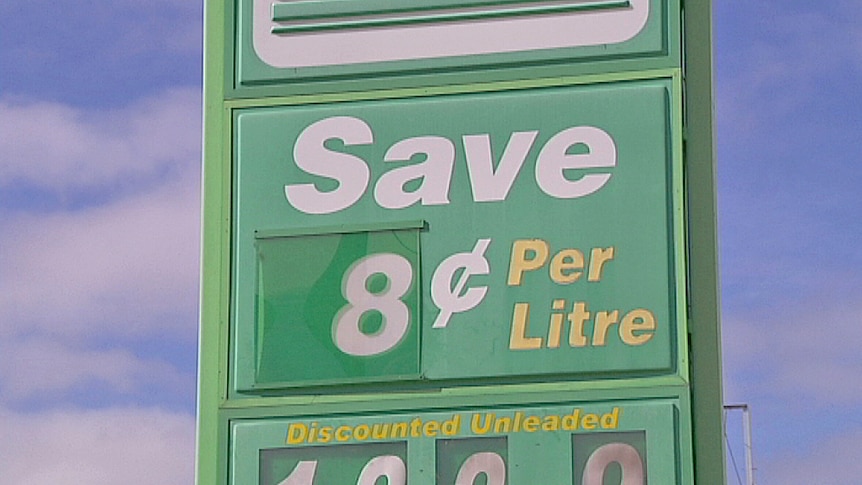 Save
8¢ Per
Litre
Discounted Unleaded